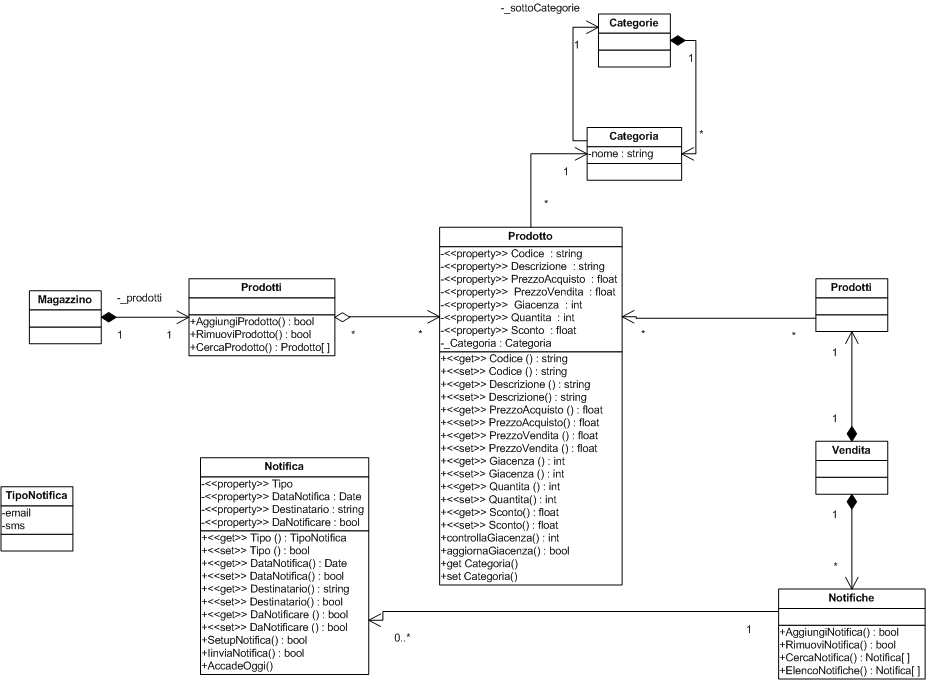 -_sottoCategorie
Categorie
1
1
*
Categoria
-nome : string
1
*
Magazzino
-_prodotti
1
1
Prodotti
+AggiungiProdotto() : bool
+RimuoviProdotto() : bool
+CercaProdotto() : Prodotto[ ]
*
*
Prodotto
-<<property>> Codice : string
-<<property>> Descrizione : string
-<<property>> PrezzoAcquisto : float
-<<property>> PrezzoVendita : float
-<<property>> Giacenza : int
-<<property>> Quantita : int
-<<property>> Sconto : float
-_Categoria : Categoria
+<<get>> Codice () : string
+<<set>> Codice () : string
+<<get>> Descrizione () : string
+<<set>> Descrizione() : string
+<<get>> PrezzoAcquisto () : float
+<<set>> PrezzoAcquisto() : float
+<<get>> PrezzoVendita () : float
+<<set>> PrezzoVendita () : float
+<<get>> Giacenza () : int
+<<set>> Giacenza () : int
+<<get>> Quantita () : int
+<<set>> Quantita() : int
+<<get>> Sconto() : float
+<<set>> Sconto() : float
+controllaGiacenza() : int
+aggiornaGiacenza() : bool
+get Categoria()
+set Categoria()
*
*
Prodotti
1
1
Vendita
1
*
Notifiche
+AggiungiNotifica() : bool
+RimuoviNotifica() : bool
+CercaNotifica() : Notifica[ ]
+ElencoNotifiche() : Notifica[ ]
1
0..*
Notifica
-<<property>> Tipo
-<<property>> DataNotifica : Date
-<<property>> Destinatario : string
-<<property>> DaNotificare : bool
+<<get>> Tipo () : TipoNotifica
+<<set>> Tipo () : bool
+<<get>> DataNotifica() : Date
+<<set>> DataNotifica() : bool
+<<get>> Destinatario() : string
+<<set>> Destinatario() : bool
+<<get>> DaNotificare () : bool
+<<set>> DaNotificare () : bool
+SetupNotifica() : bool
+IinviaNotifica() : bool
+AccadeOggi()
TipoNotifica
-email
-sms